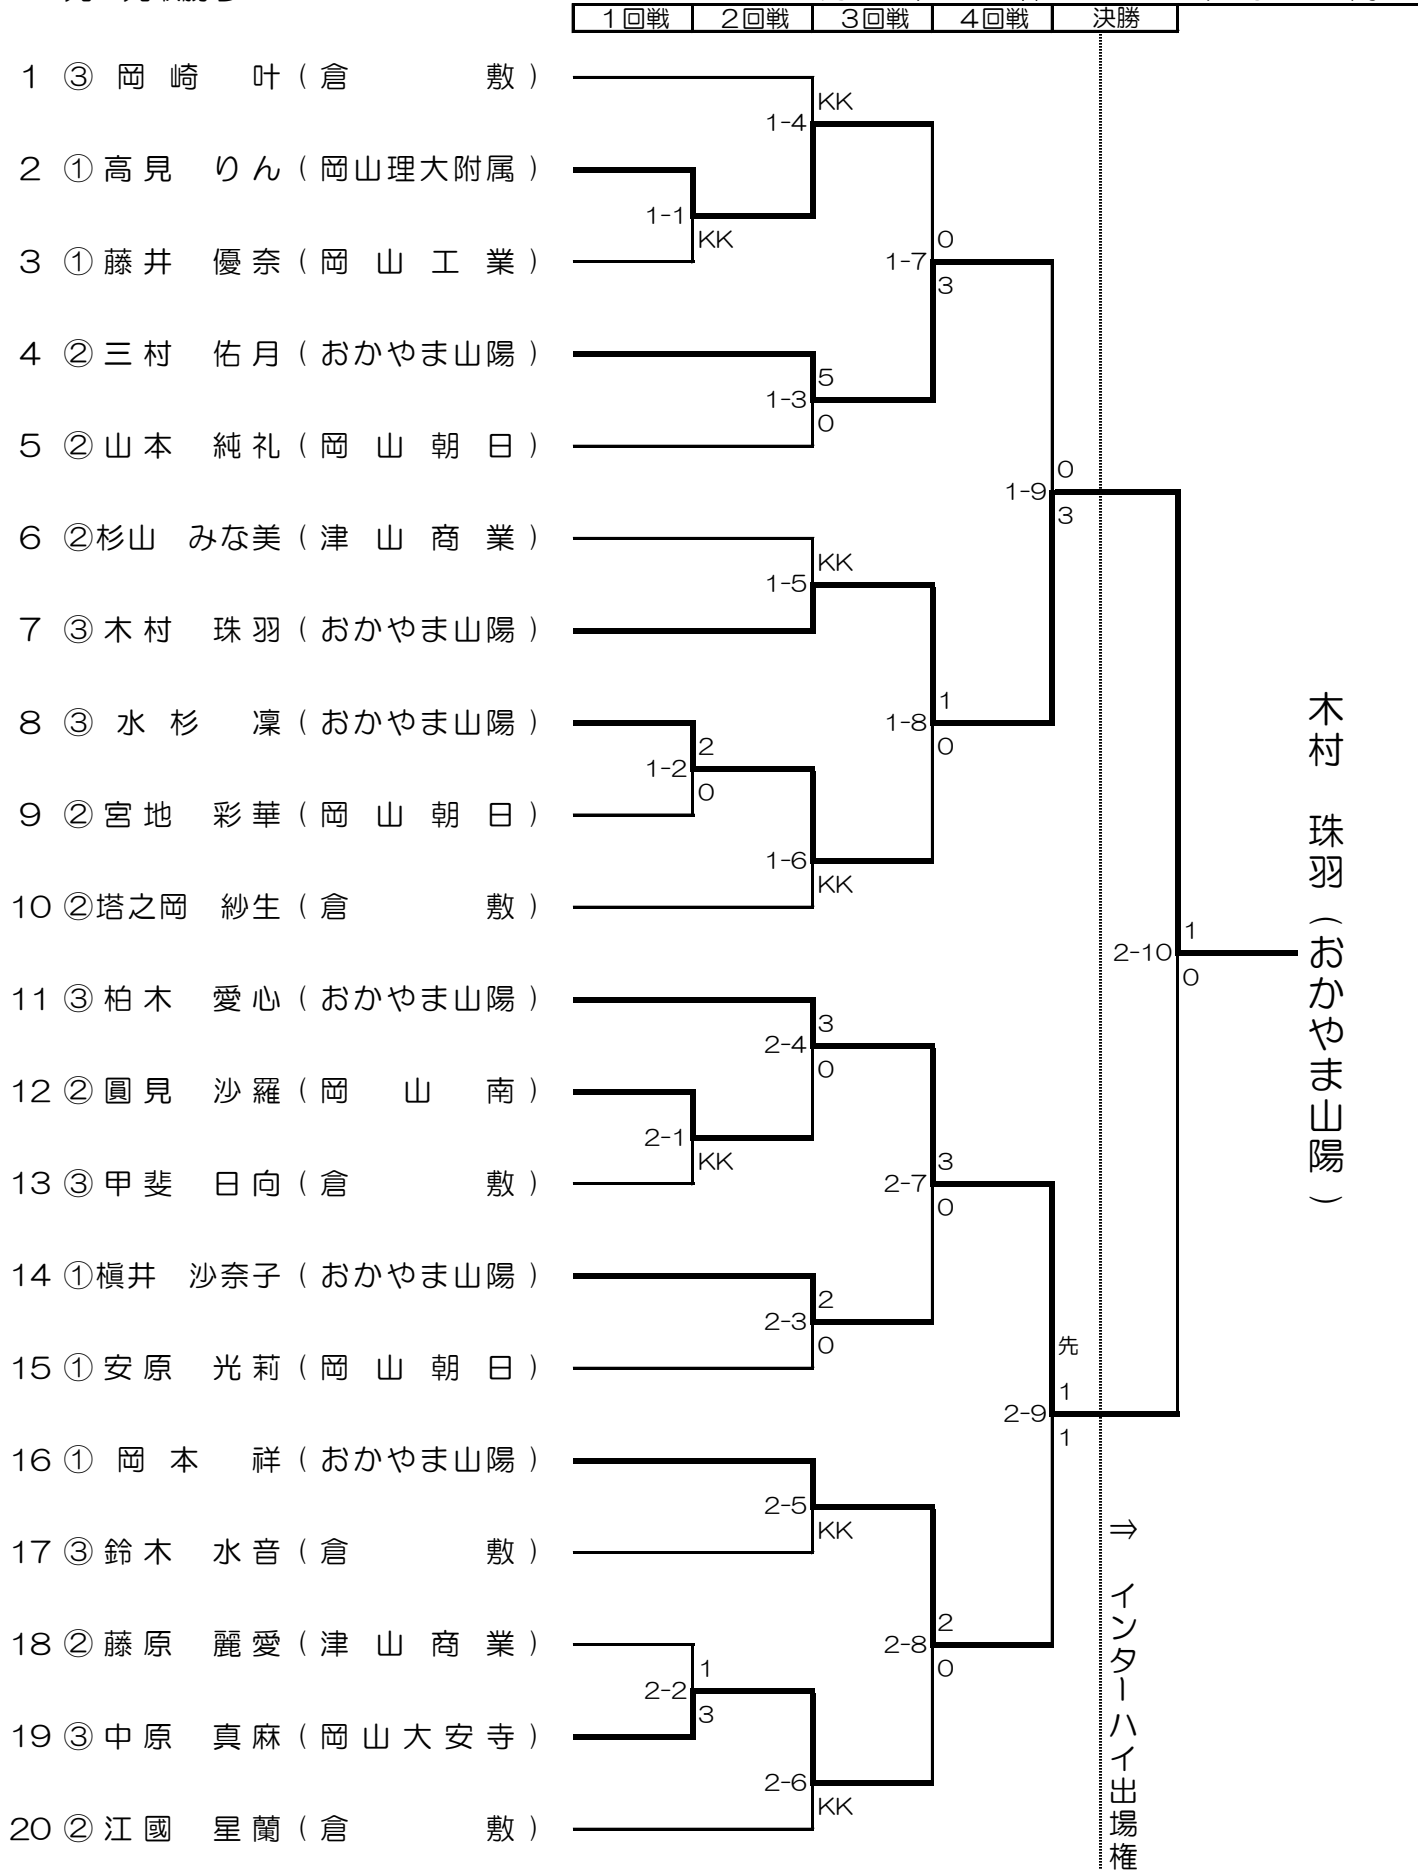 1回戦 2回戦 3回戦 4回戦 決勝
1 ③ 岡崎 叶 (倉敷)
KK
1-4
2 ① 高見 りん (岡山理大附属)
1-1
KK
3 ① 藤井 優奈 (岡山工業)
0
1-7
3
4 ② 三村 佑月 (おかやま山陽)
5
1-3
0
5 ② 山本 純礼 (岡山朝日)
0
1-9
3
6 ② 杉山 みな美 (津山商業)
KK
1-5
7 ③ 木村 珠羽 (おかやま山陽)
8 ③ 水杉 凜 (おかやま山陽)
1
1-8
0
2
1-2
0
9 ② 宮地 彩華 (岡山朝日)
1-6
KK
10 ② 塔之岡 紗生 (倉敷)
1
2-10
0
木村 珠羽 (おかやま山陽)
11 ③ 柏木 愛心 (おかやま山陽)
3
2-4
0
12 ② 圓見 沙羅 (岡山南)
2-1
KK
13 ③ 甲斐 日向 (倉敷)
3
2-7
0
14 ① 槇井 沙奈子 (おかやま山陽)
2
2-3
0
15 ① 安原 光莉 (岡山朝日)
先
1
2-9
1
16 ① 岡本 祥 (おかやま山陽)
2-5
KK
17 ③ 鈴木 水音 (倉敷)
⇒ インターハイ出場権
18 ② 藤原 麗愛 (津山商業)
2
2-8
0
1
2-2
3
19 ③ 中原 真麻 (岡山大安寺)
2-6
KK
20 ② 江國 星蘭 (倉敷)